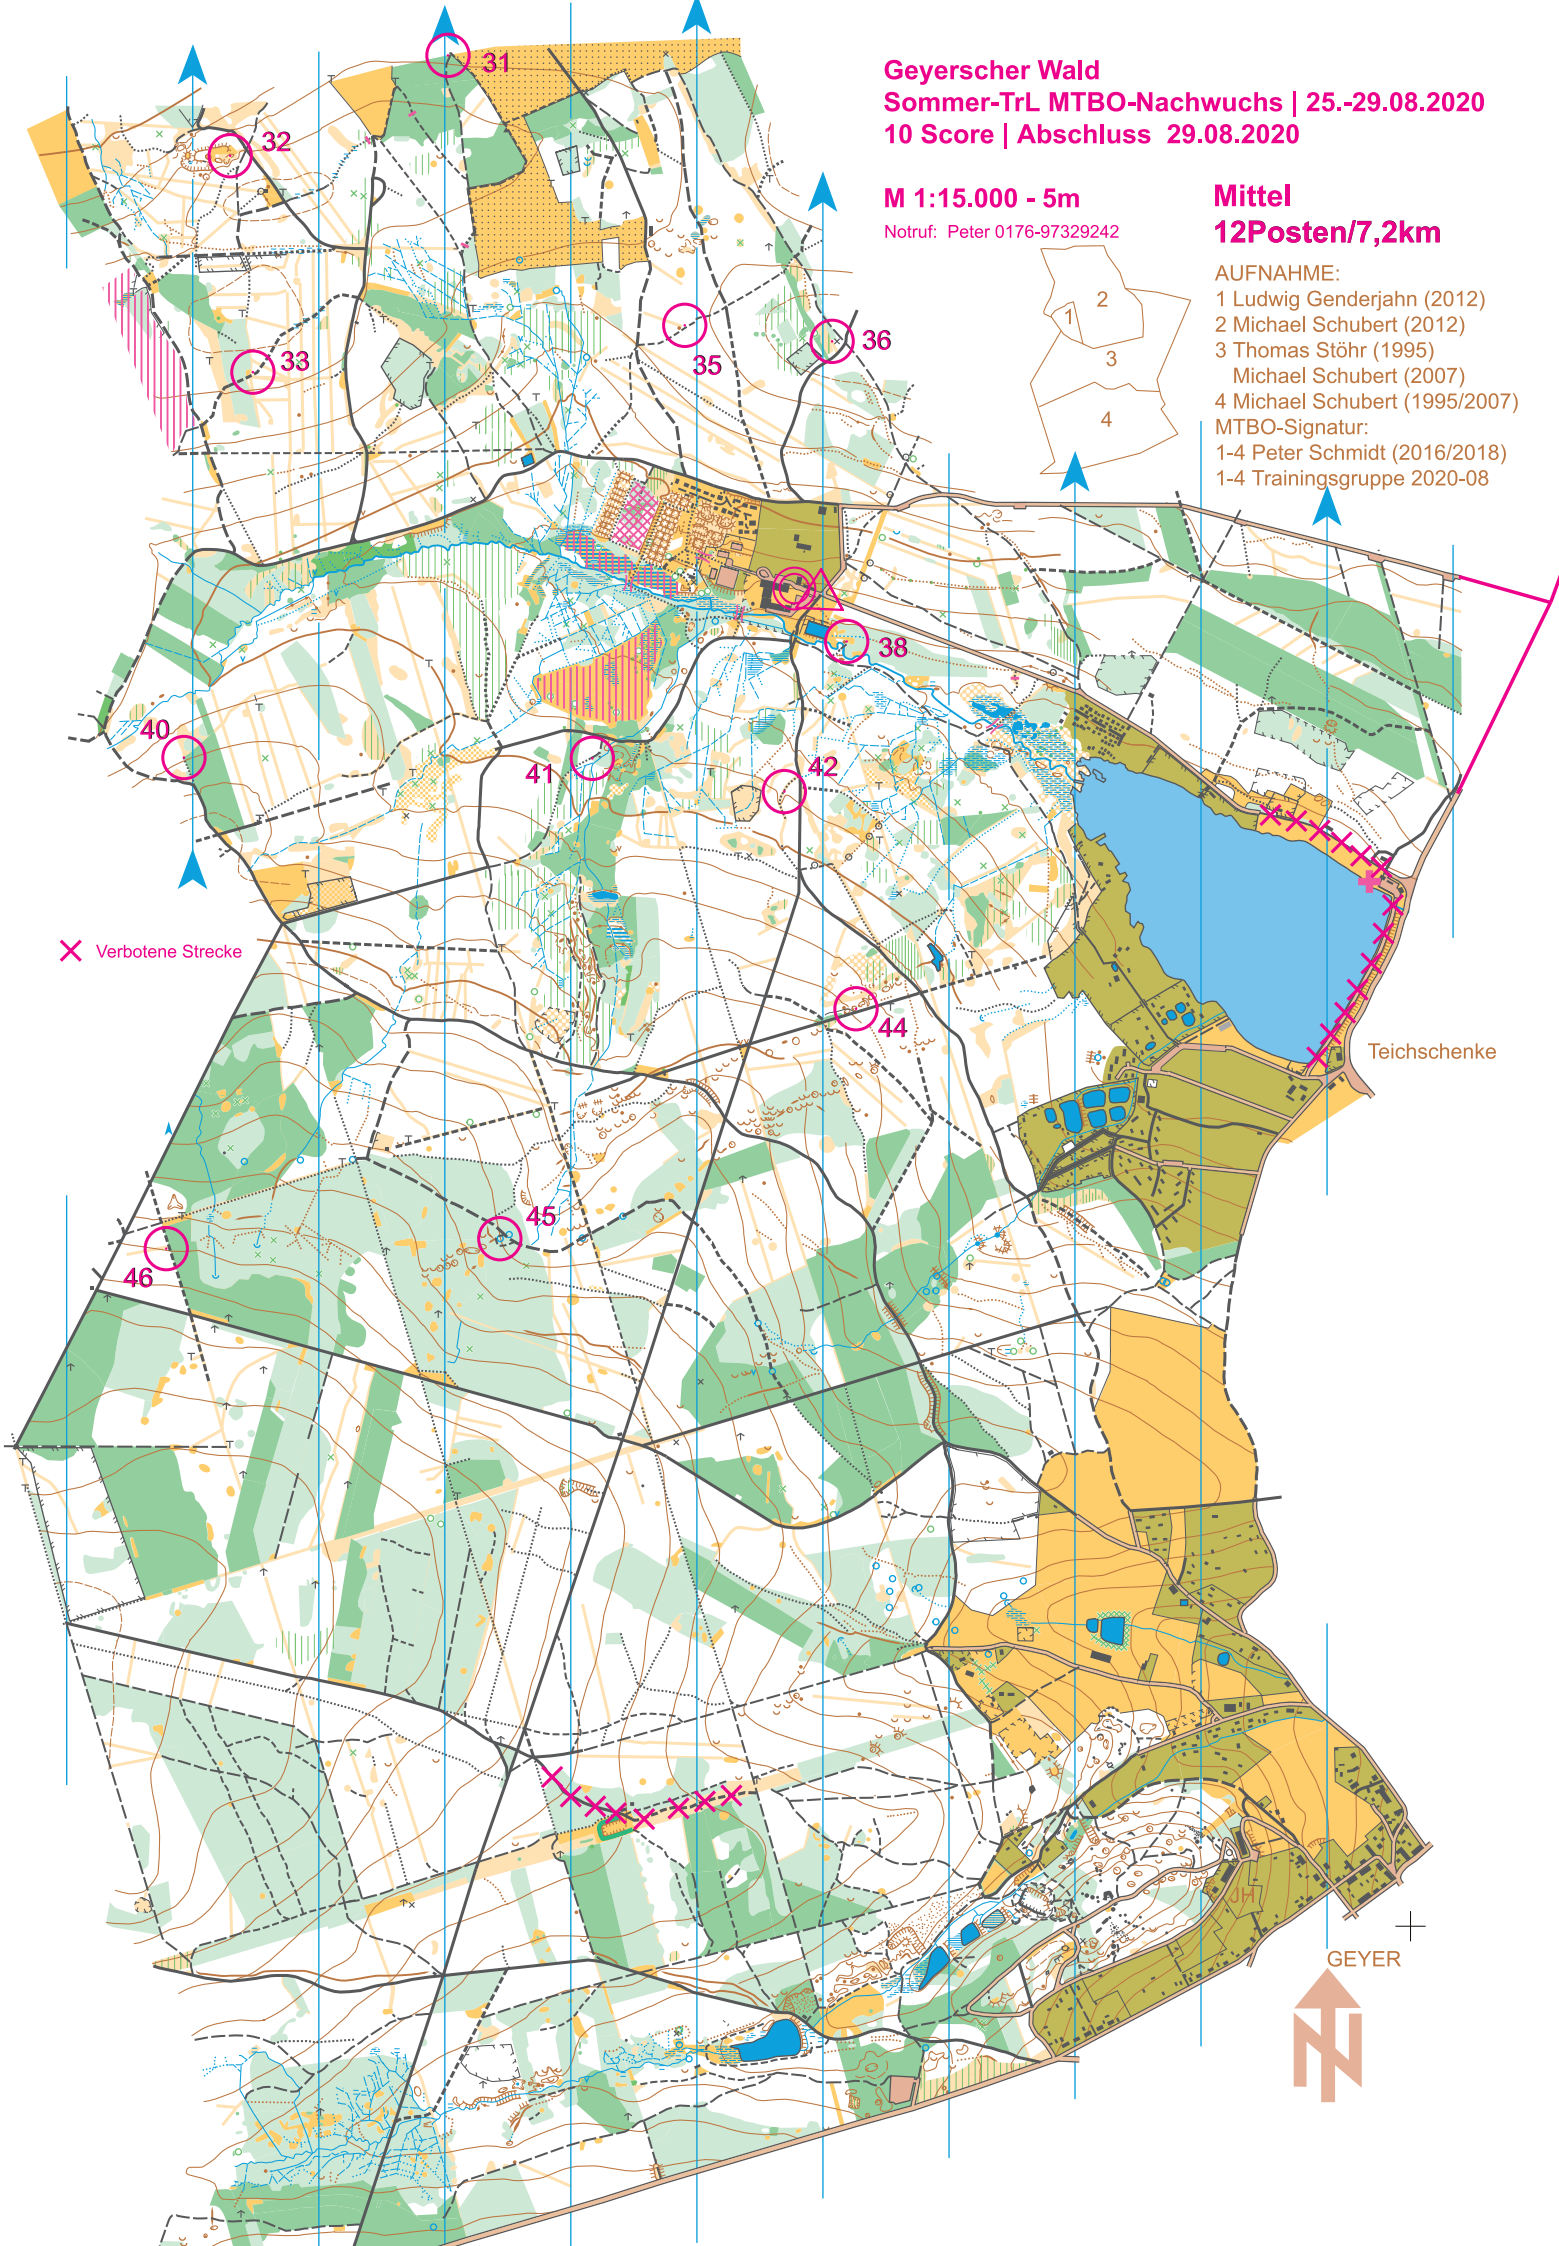 Geyerscher Wald
Sommer-TrL MTBO-Nachwuchs | 25.-29.08.2020
10 Score | Abschluss 29.08.2020
M 1:15.000 - 5m
Notruf: Peter 0176-97329242
Mittel
12Posten/7,2km
AUFNAHME:
1 Ludwig Genderjahn (2012)
2 Michael Schubert (2012)
3 Thomas Stöhr (1995)
Michael Schubert (2007)
4 Michael Schubert (1995/2007)
MTBO-Signatur:
1-4 Peter Schmidt (2016/2018)
1-4 Trainingsgruppe 2020-08
2
1
3
4
31
32
33
35
36
38
40
41
42
44
45
46
Verbotene Strecke
Teichschenke
JH
GEYER